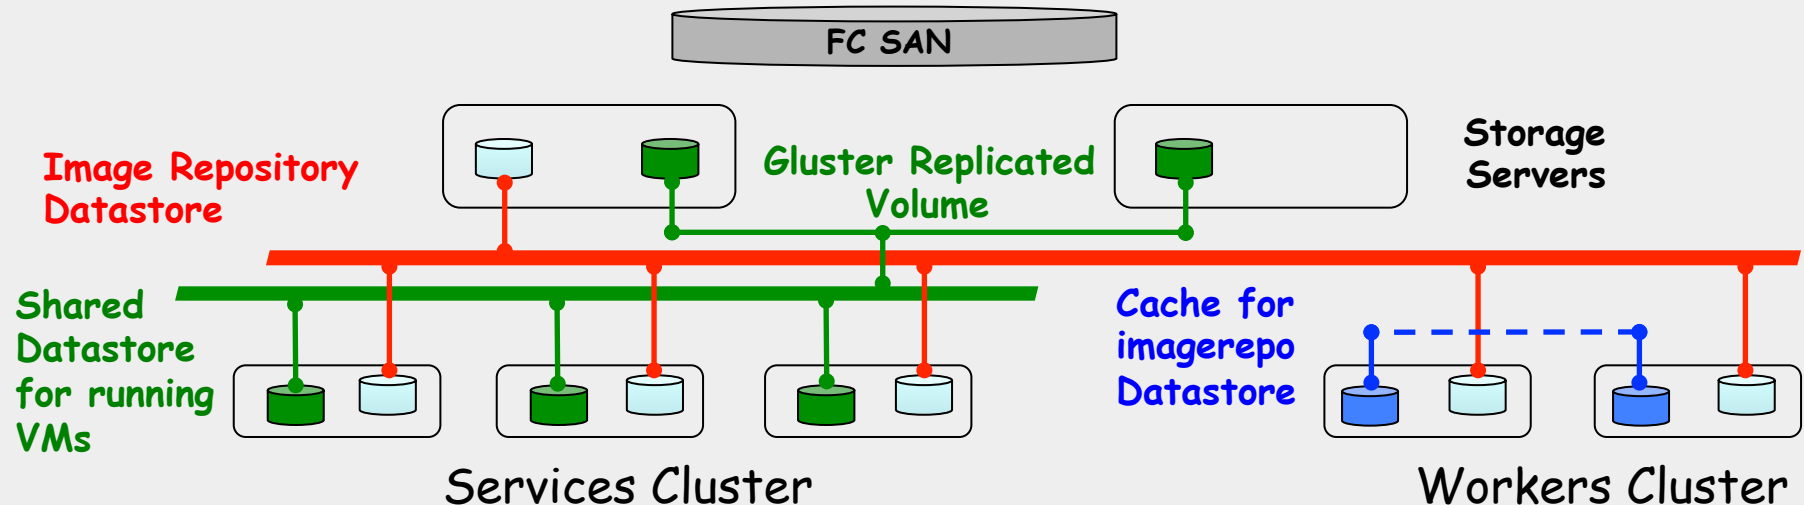 FC SAN
Image Repository
Datastore
Gluster Replicated
Volume
Storage
Servers
Shared
Datastore
for running
VMs
Cache for
imagerepo
Datastore
Services Cluster
Workers Cluster